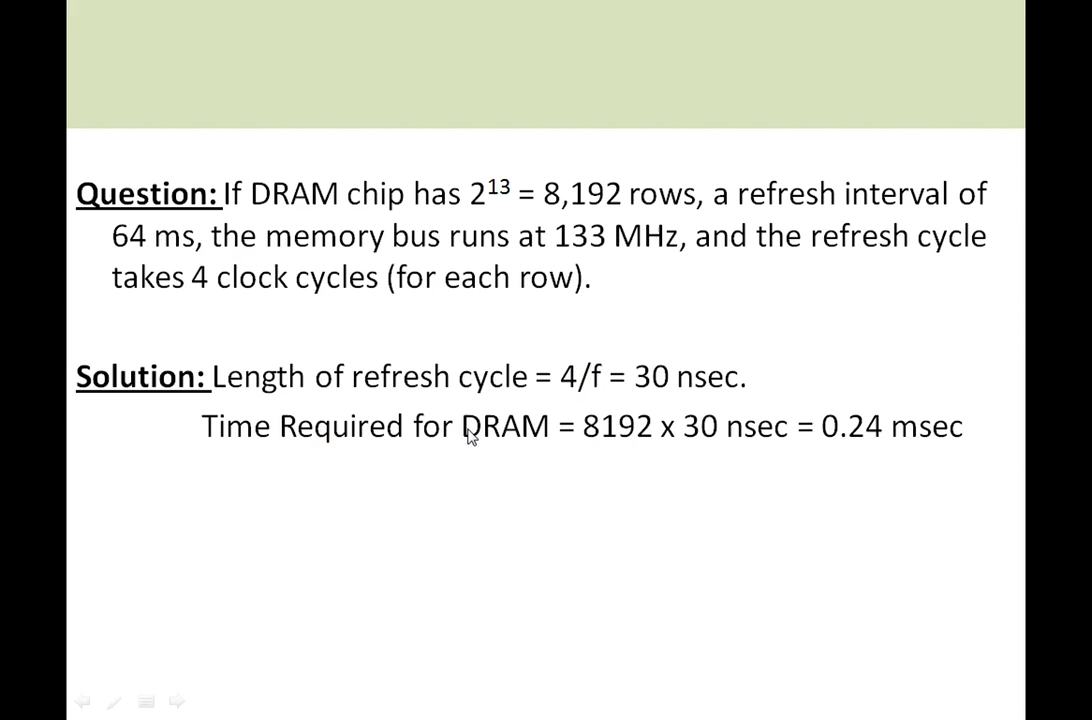 Question: If DRAM chip has 2¹³ = 8,192 rows, a refresh interval of
64 ms, the memory bus runs at 133 MHz, and the refresh cycle
takes 4 clock cycles (for each row).
Solution: Length of refresh cycle = 4/f = 30 nsec.
Time Required for DRAM = 8192 x 30 nsec = 0.24 msec